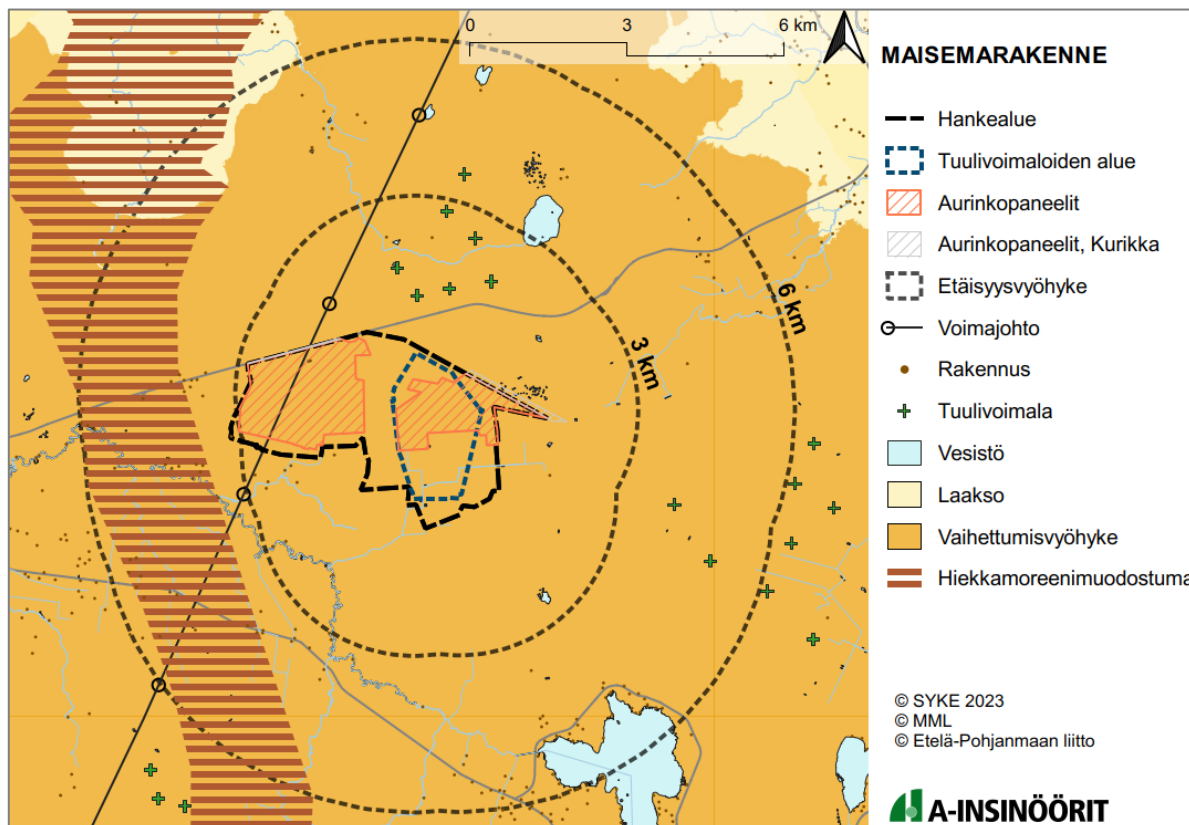 0 3 6 km
6 km
3 km
MAISEMARAKENNE
Hankealue
Tuulivoimaloiden alue
Aurinkopaneelit
Aurinkopaneelit, Kurikka
Etäisyysvyöhyke
Voimajohto
Rakennus
Tuulivoimala
Vesistö
Laakso
Vaihettumisvyöhyke
Hiekkamoreenimuodostuma
© SYKE 2023
© MML
© Etelä-Pohjanmaan liitto
A-INSINÖÖRIT